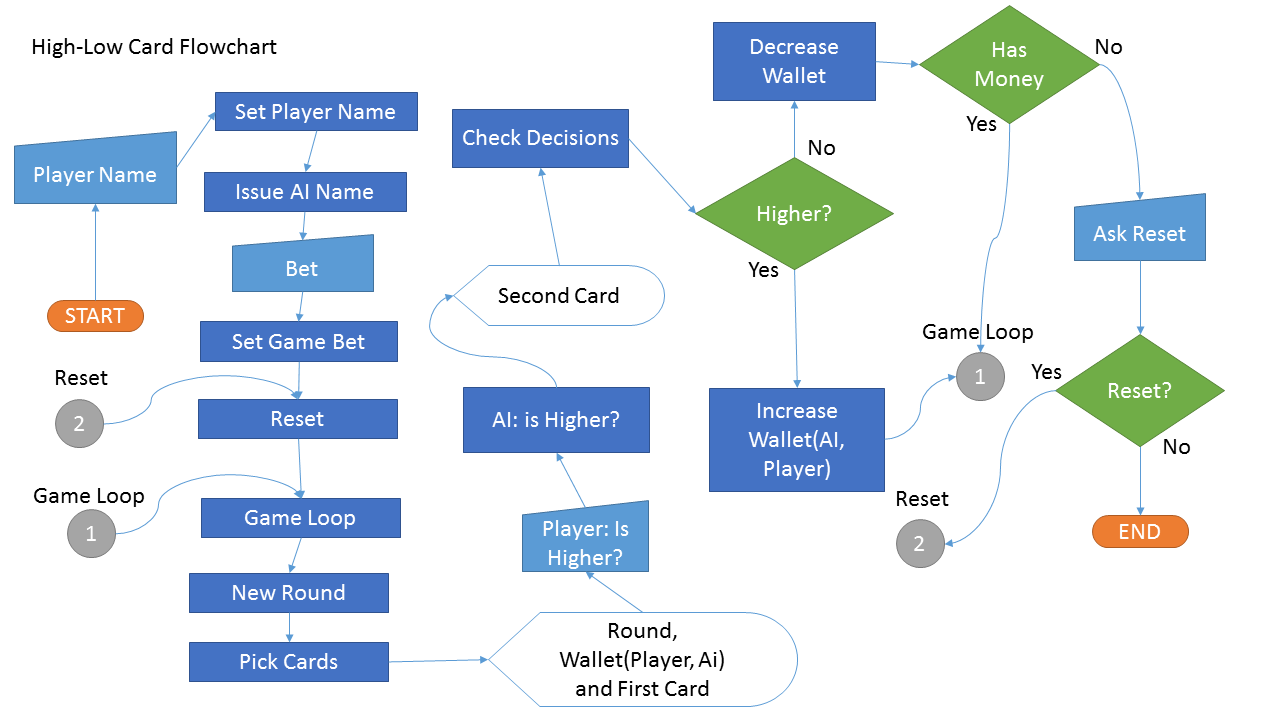 High-Low Card Flowchart
START
Player Name
Set Player Name
Issue AI Name
Bet
Set Game Bet
Reset
2
Reset
Game Loop
1
Game Loop
New Round
Pick Cards
Round,
Wallet(Player, Ai)
and First Card
Player: Is
Higher?
AI: is Higher?
Second Card
Check Decisions
Higher?
No
Yes
Decrease
Wallet
Has
Money
No
Yes
Increase
Wallet(AI,
Player)
Game Loop
1
Ask Reset
Reset?
Yes
No
Reset
2
END